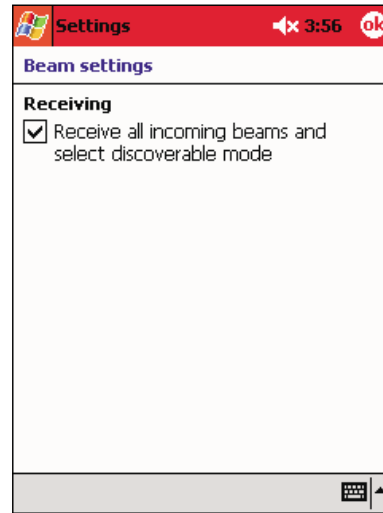 Settings 3:56 ok
Beam settings
Receiving
Receive all incoming beams and
select discoverable mode